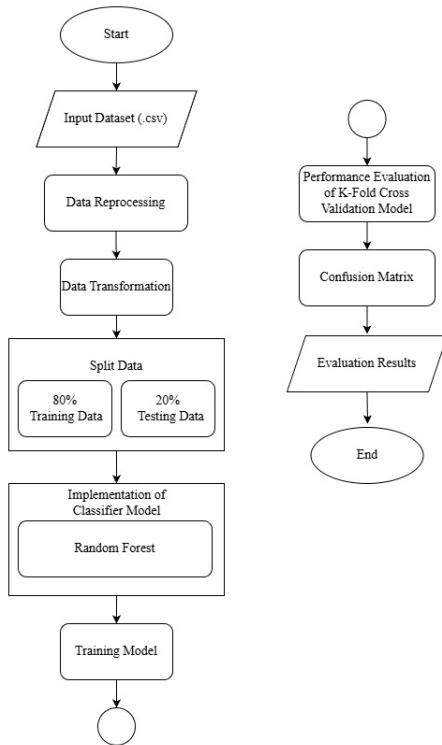 Start
Input Dataset (.csv)
Data Reprocessing
Data Transformation
Split Data
80%
Training Data
20%
Testing Data
Implementation of
Classifier Model
Random Forest
Training Model
Performance Evaluation
of K-Fold Cross
Validation Model
Confusion Matrix
Evaluation Results
End